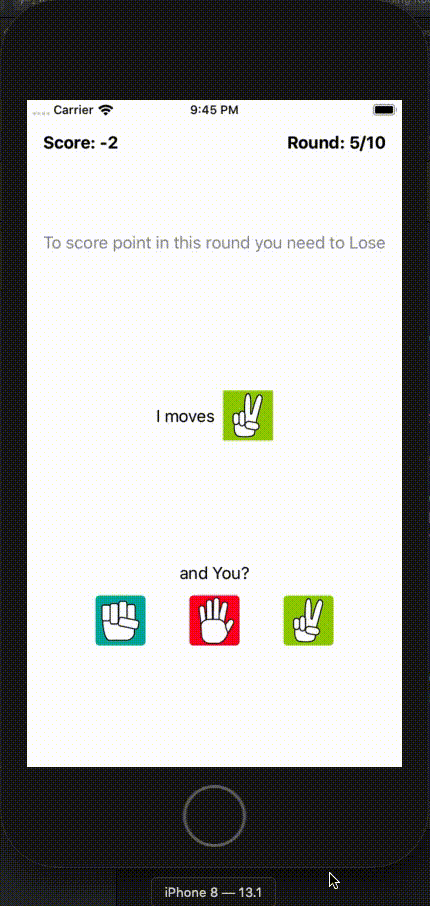 Carrier 9:45 PM
Score: -2 Round: 5/10
To score point in this round you need to Lose
I moves
and You?
iPhone 8 — 13.1